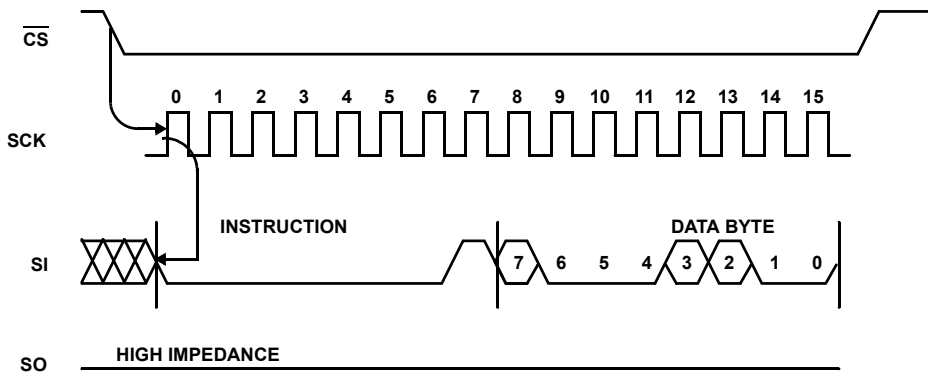 CS
0 1 2 3 4 5 6 7 8 9 10 11 12 13 14 15
SCK
INSTRUCTION DATA BYTE
SI 7 6 5 4 3 2 1 0
HIGH IMPEDANCE
SO